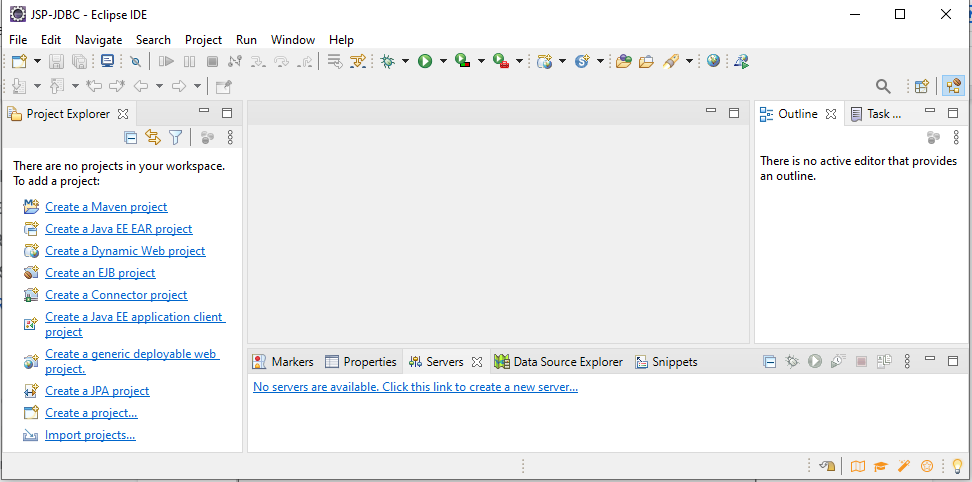 JSP-JDBC - Eclipse IDE
File Edit Navigate Search Project Run Window Help
Project Explorer
There are no projects in your workspace.
To add a project:
Create a Maven project
Create a Java EE EAR project
Create a Dynamic Web project
Create an EJB project
Create a Connector project
Create a Java EE application client
project
Create a generic deployable web
project.
Create a JPA project
Create a project...
Import projects...
Outline Task ...
There is no active editor that provides
an outline.
Markers Properties Servers Data Source Explorer Snippets
No servers are available. Click this link to create a new server...